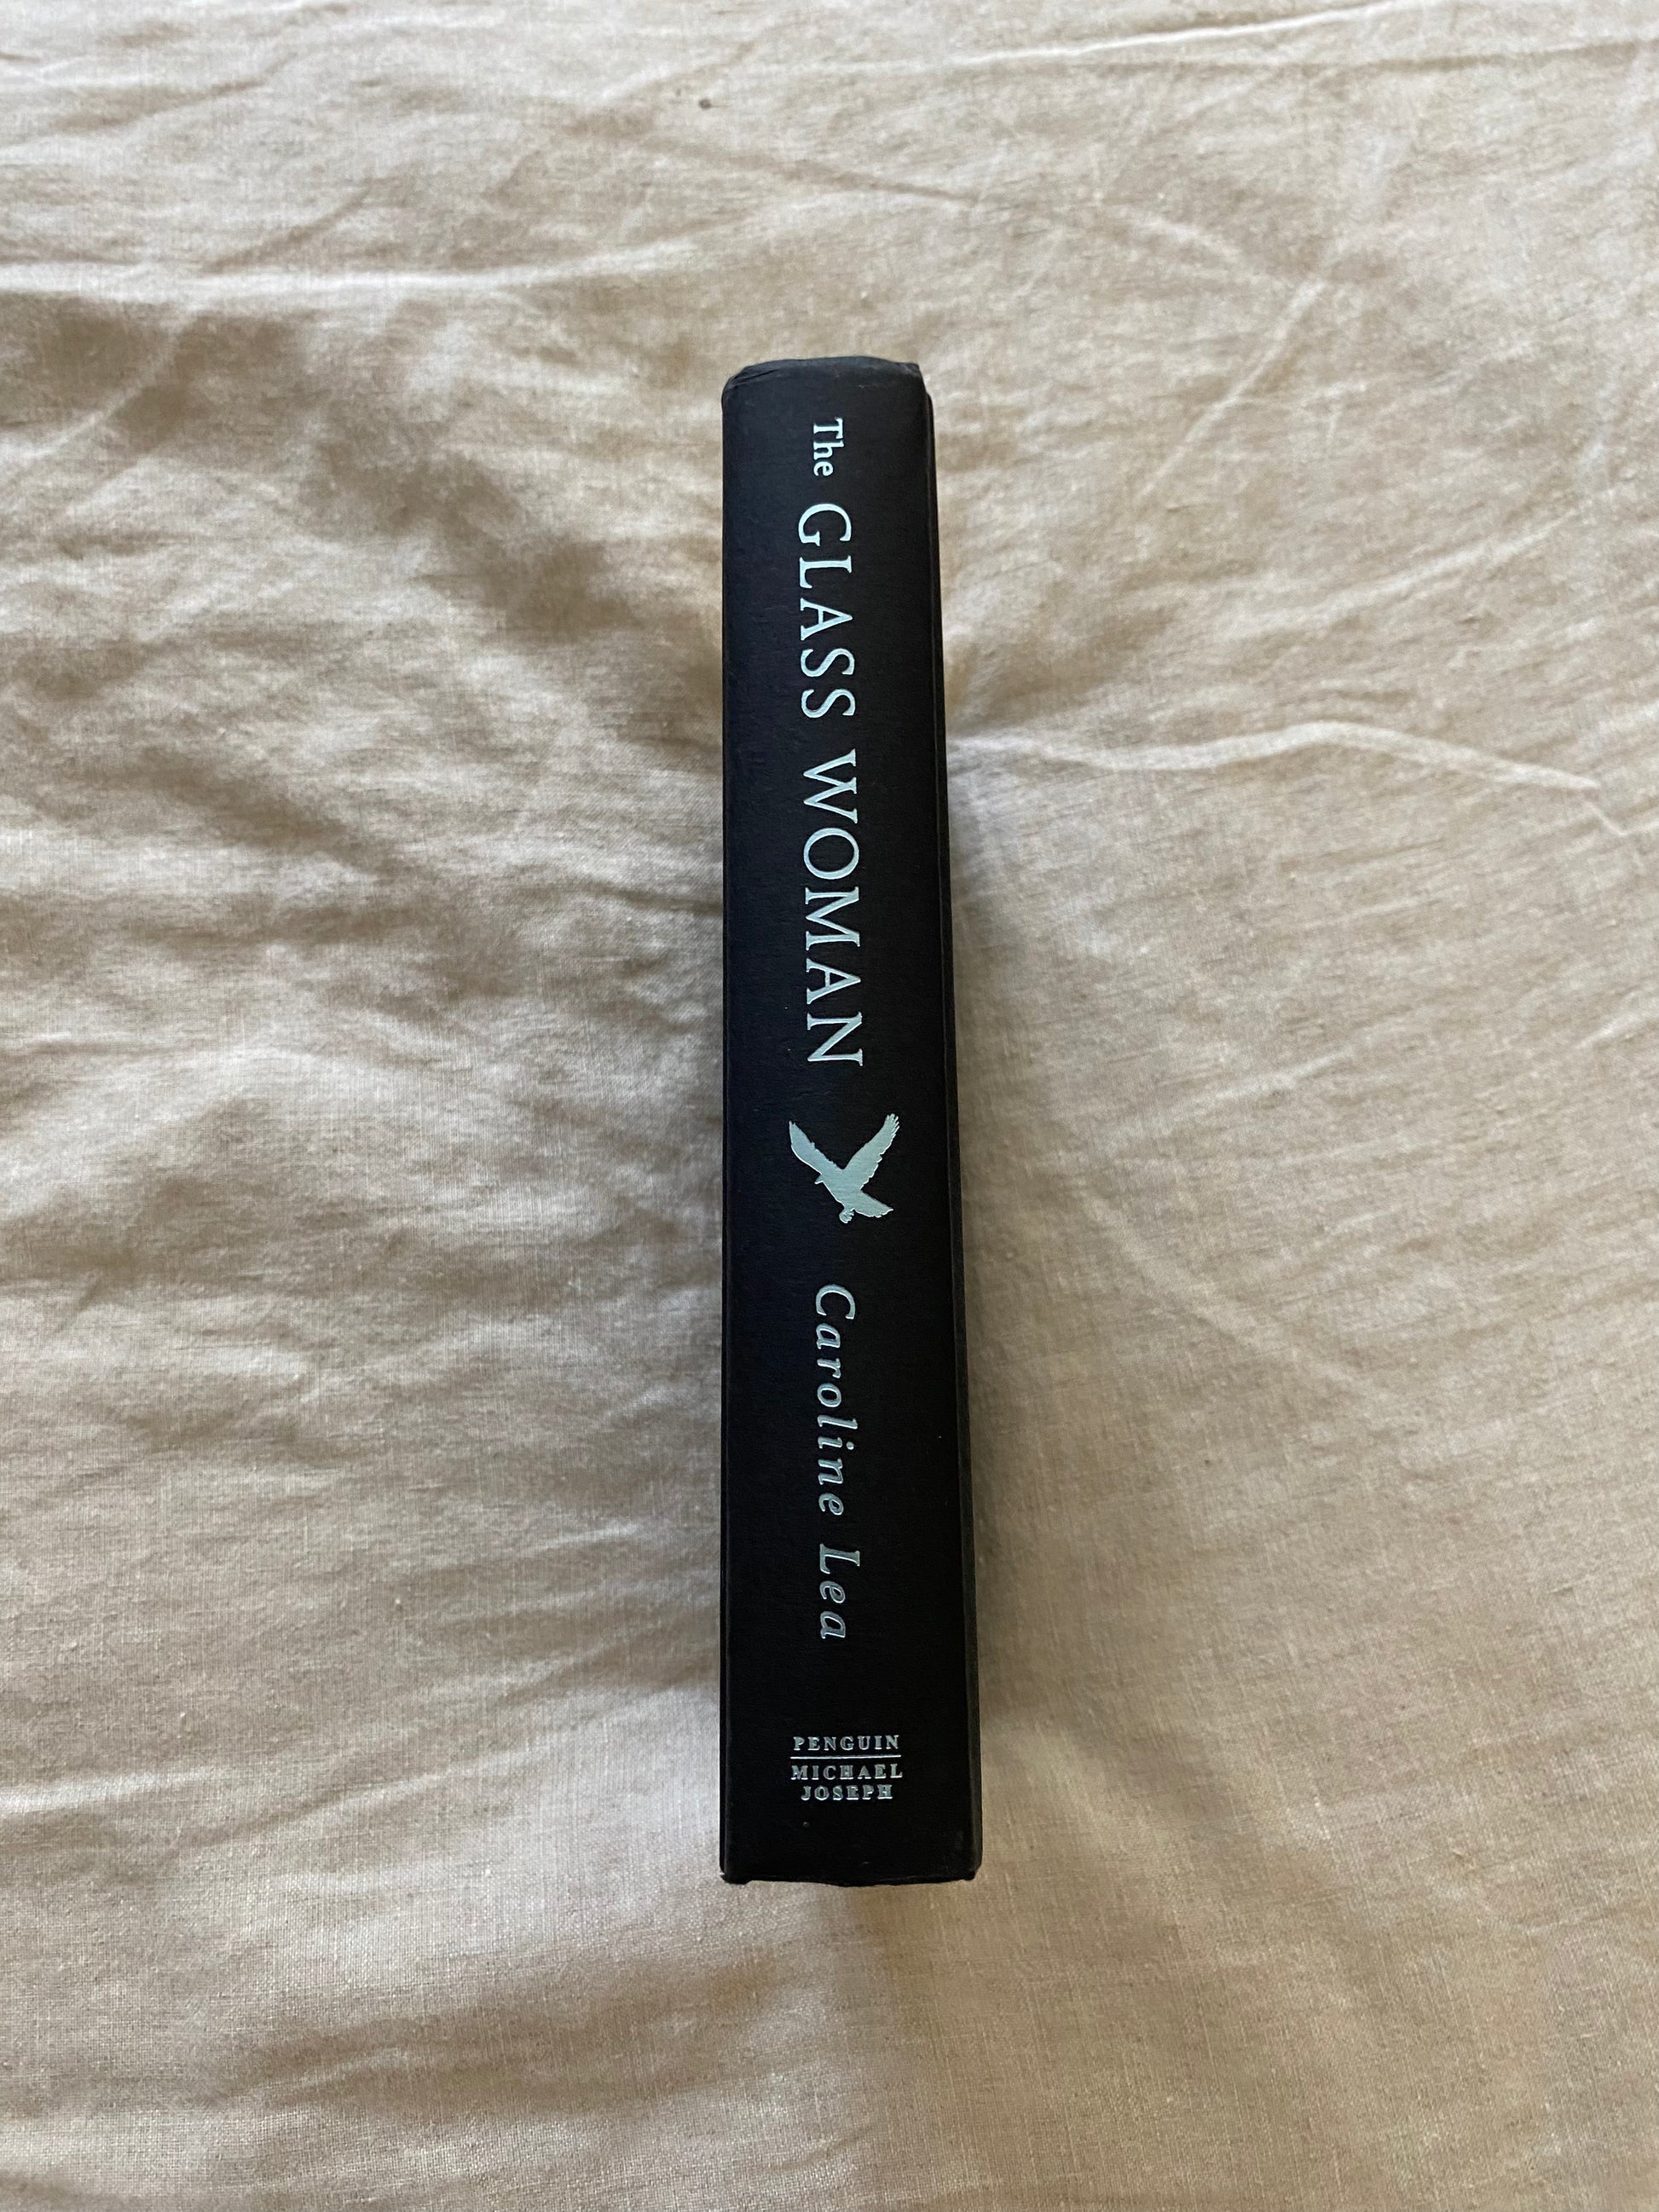 The GLASS WOMAN
Caroline Lea
PENGUIN
MICHAEL
JOSEPH